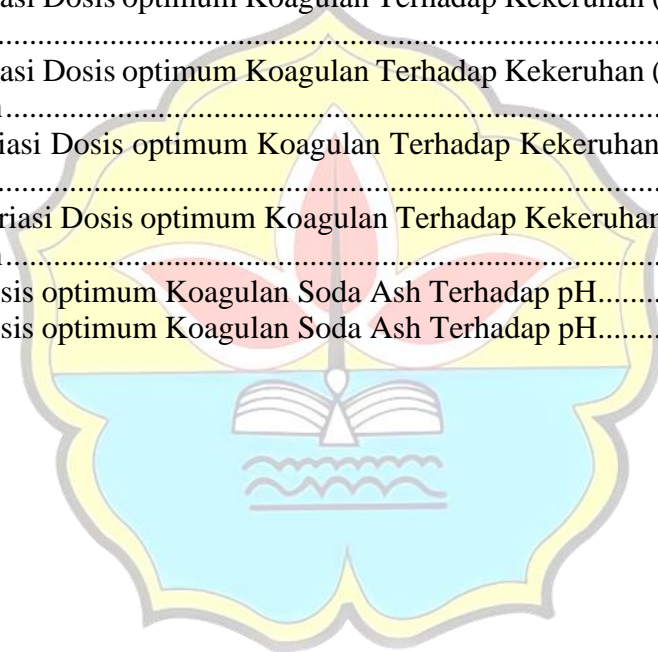 asi Dosis optimum Koagulan Terhadap Kekeruhan (
....................................................................................
asi Dosis optimum Koagulan Terhadap Kekeruhan (
....................................................................................
iasi Dosis optimum Koagulan Terhadap Kekeruhan
....................................................................................
riasi Dosis optimum Koagulan Terhadap Kekeruhan
....................................................................................
sis optimum Koagulan Soda Ash Terhadap pH........
sis optimum Koagulan Soda Ash Terhadap pH........